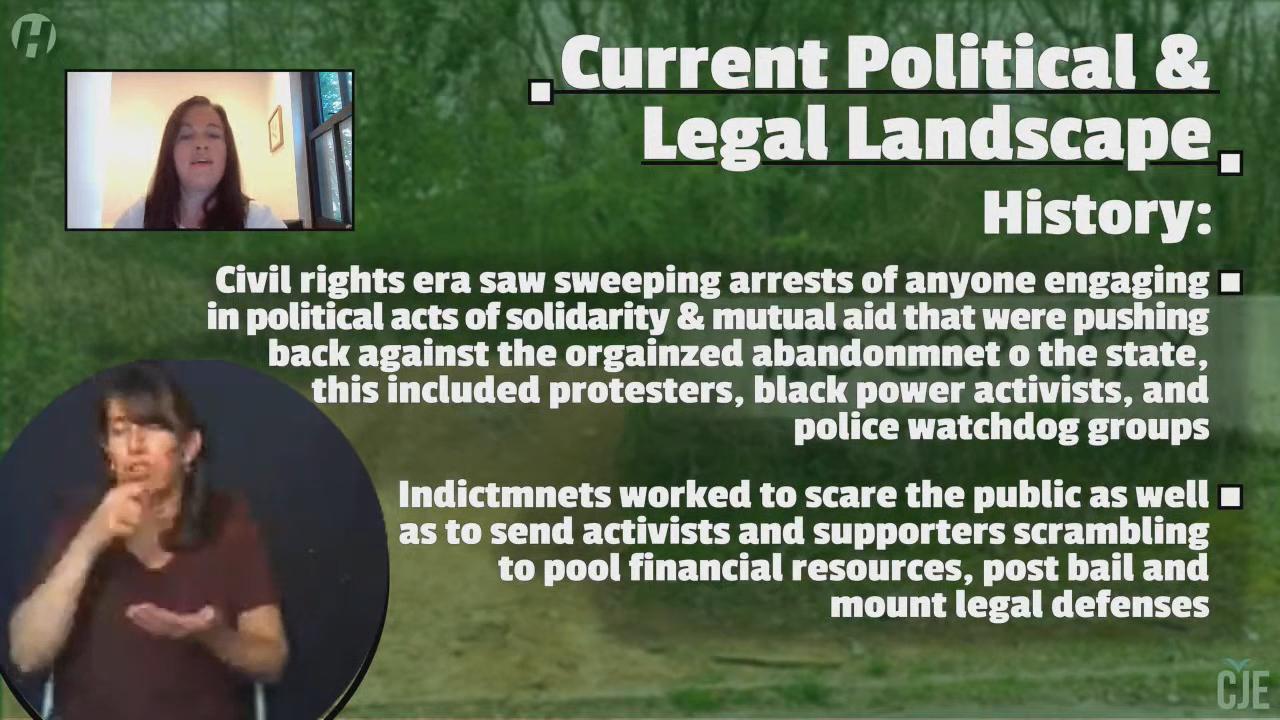 H
Current Political &
Legal Landscape
History:
Civil rights era saw sweeping arrests of anyone engaging
in political acts of solidarity & mutual aid that were pushing
back against the orgainzed abandonmnet o the state,
this included protesters, black power activists, and
police watchdog groups
Indictmnets worked to scare the public as well
as to send activists and supporters scrambling
to pool financial resources, post bail and
mount legal defenses
CJE